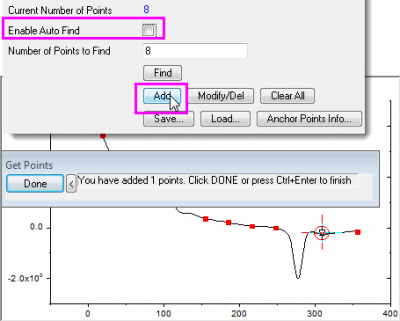 Current Number of Points 8
Enable Auto Find
Number of Points to Find 8
Find
Add Modify/Del Clear All
Save... Load... Anchor Points Info...
Get Points
Done < You have added 1 points. Click DONE or press Ctrl+Enter to finish
0.0
-2.0x10⁵
0 100 200 300 400